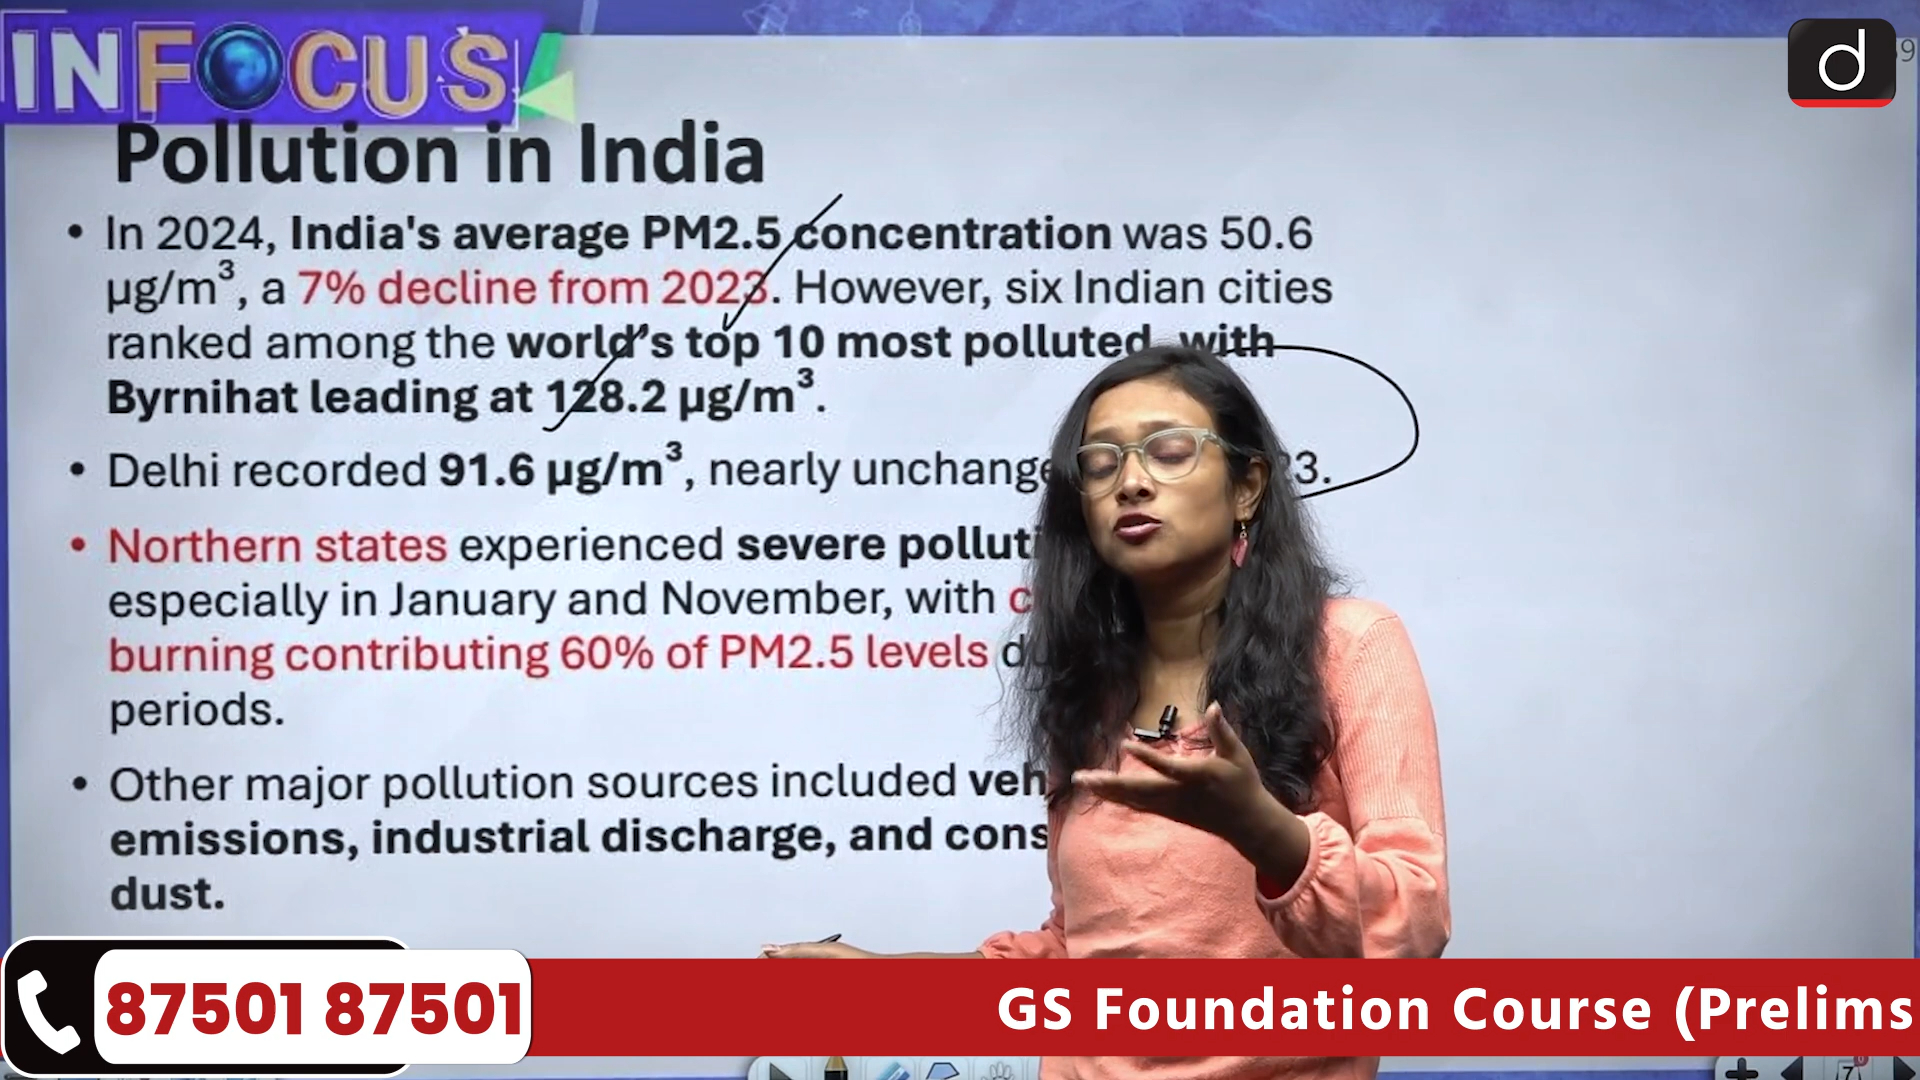 INFOCUS
d
9
Pollution in India
• In 2024, India's average PM2.5 concentration was 50.6
µg/m³, a 7% decline from 2023. However, six Indian cities
ranked among the world's top 10 most polluted, with
Byrnihat leading at 128.2 µg/m³.
• Delhi recorded 91.6 µg/m³, nearly 3.
• Northern states experienced severe
especially in January and November, with
burning contributing 60% of PM2.5 levels
periods.
• Other major pollution sources included
emissions, industrial discharge, and
dust.
87501 87501
GS Foundation Course (Prelims
7